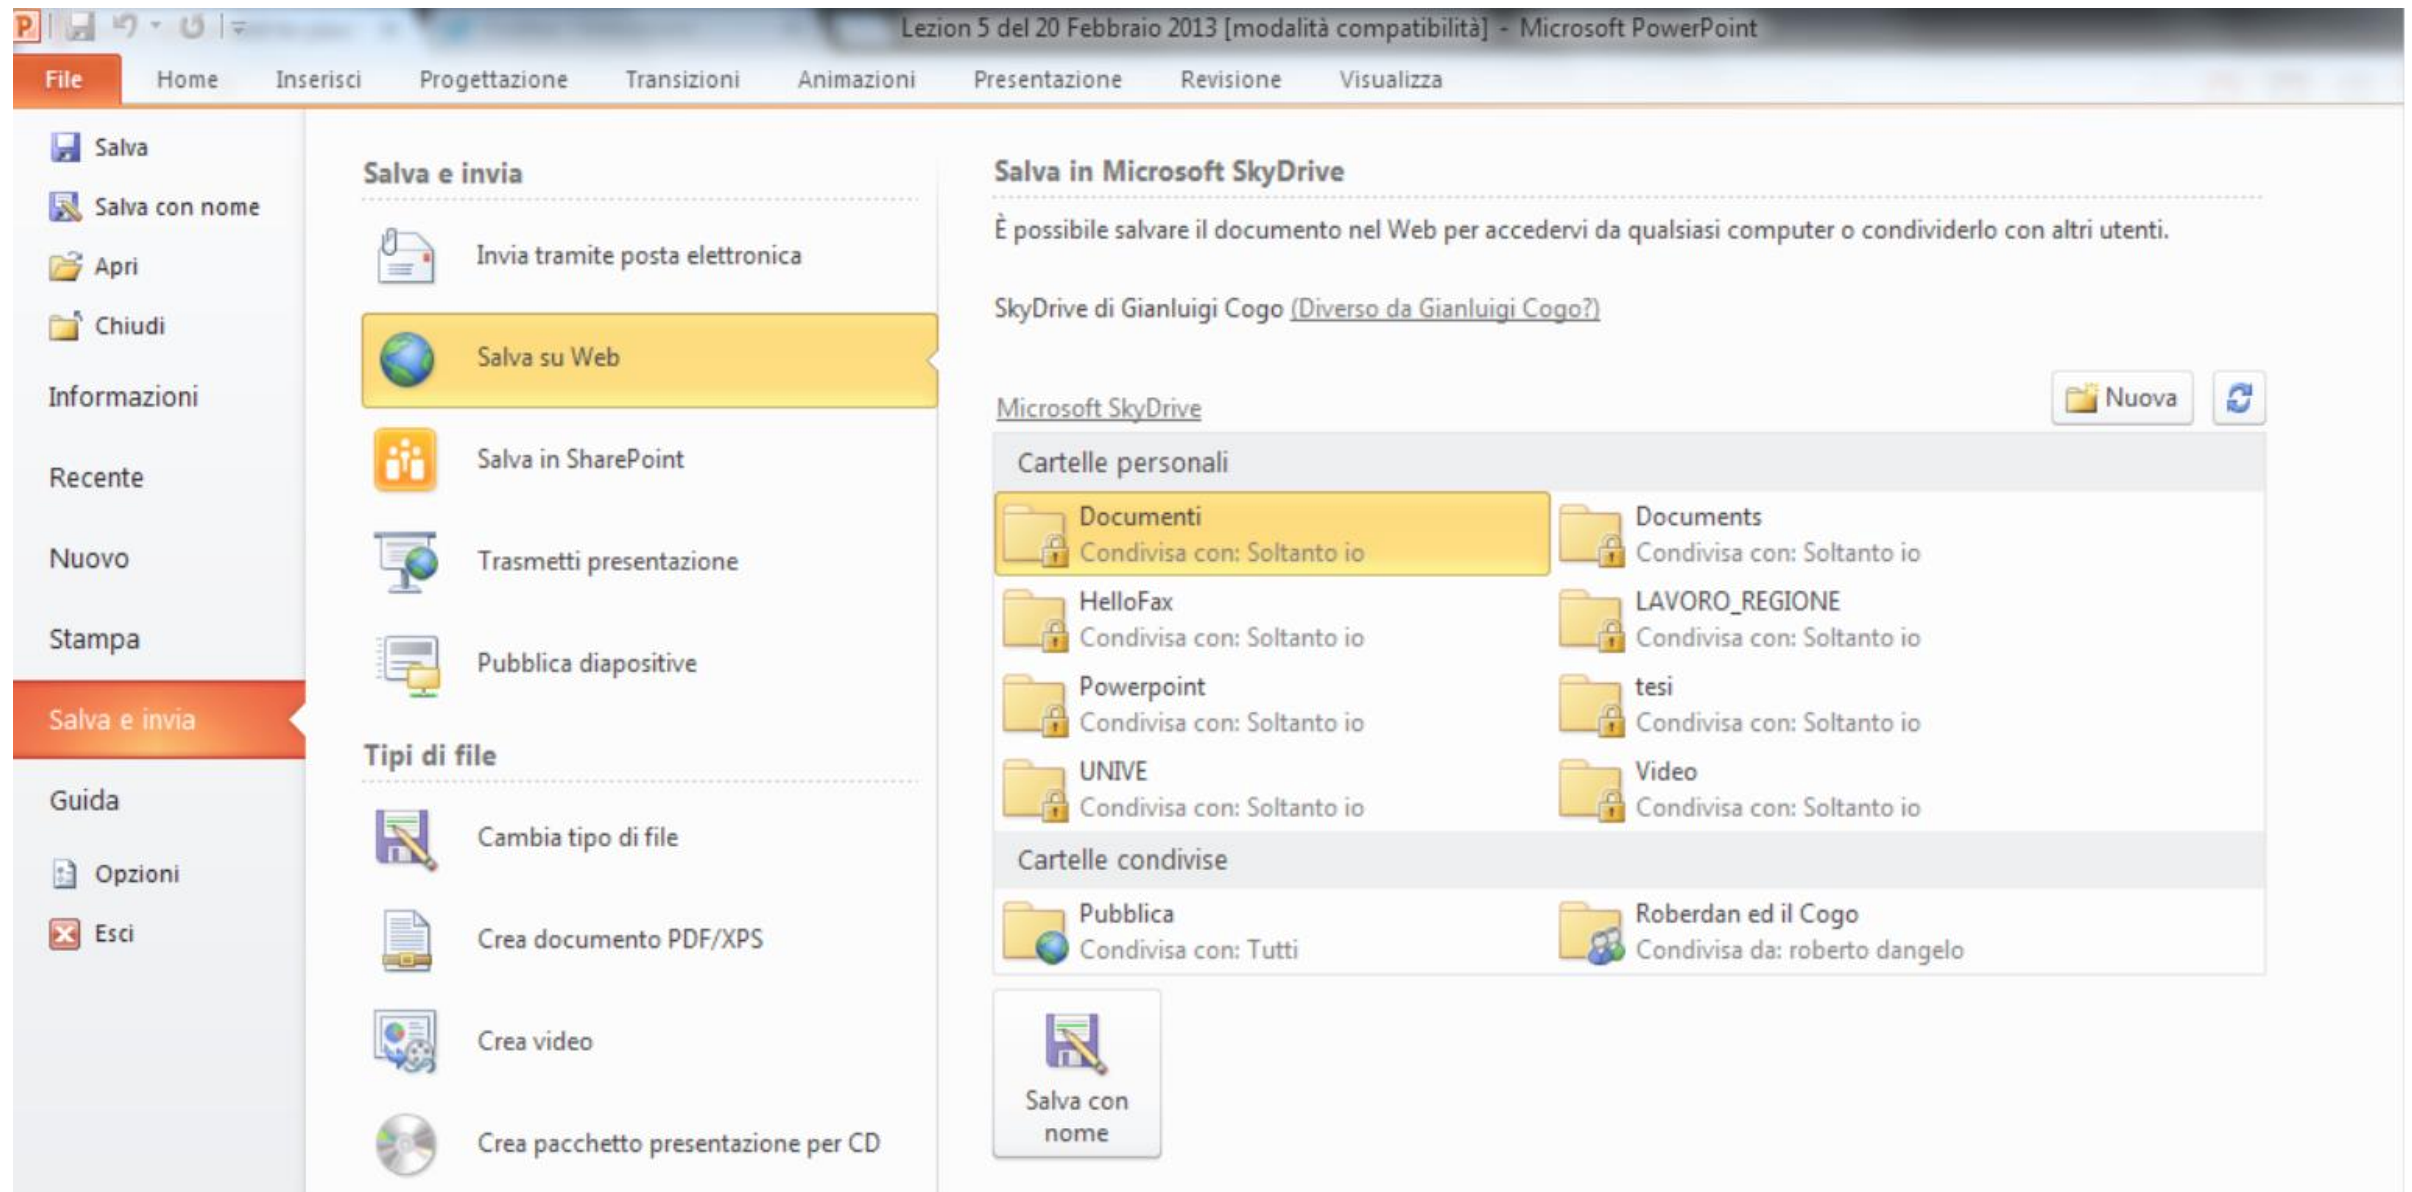 Lezion 5 del 20 Febbraio 2013 [modalità compatibilità] - Microsoft PowerPoint
File Home Inserisci Progettazione Transizioni Animazioni Presentazione Revisione Visualizza
Salva
Salva con nome
Apri
Chiudi
Informazioni
Recente
Nuovo
Stampa
Salva e invia
Guida
Opzioni
Esci
Salva e invia
Invia tramite posta elettronica
Salva su Web
Salva in SharePoint
Trasmetti presentazione
Pubblica diapositive
Tipi di file
Cambia tipo di file
Crea documento PDF/XPS
Crea video
Crea pacchetto presentazione per CD
Salva in Microsoft SkyDrive
È possibile salvare il documento nel Web per accedervi da qualsiasi computer o condividerlo con altri utenti.
SkyDrive di Gianluigi Cogo (Diverso da Gianluigi Cogo?)
Microsoft SkyDrive
Nuova
Cartelle personali
Documenti
Condivisa con: Soltanto io
Documents
Condivisa con: Soltanto io
HelloFax
Condivisa con: Soltanto io
LAVORO_REGIONE
Condivisa con: Soltanto io
Powerpoint
Condivisa con: Soltanto io
tesi
Condivisa con: Soltanto io
UNIVE
Condivisa con: Soltanto io
Video
Condivisa con: Soltanto io
Cartelle condivise
Pubblica
Condivisa con: Tutti
Roberdan ed il Cogo
Condivisa da: roberto dangelo
Salva con
nome